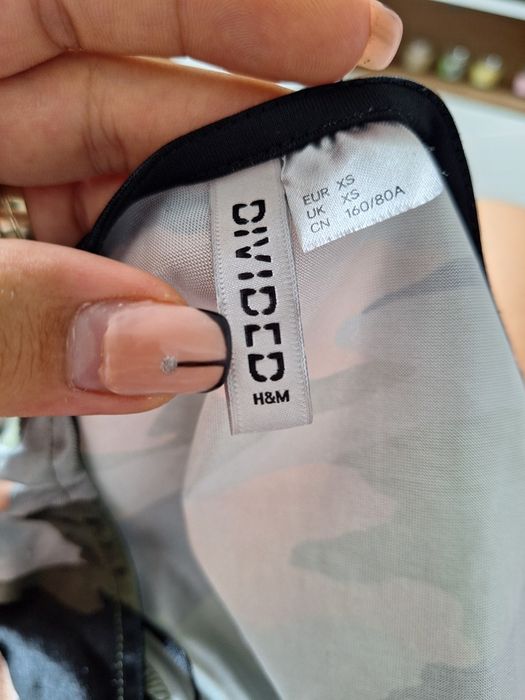 DIVIDED
H&M
EUR XS
UK XS
CN 160/80A